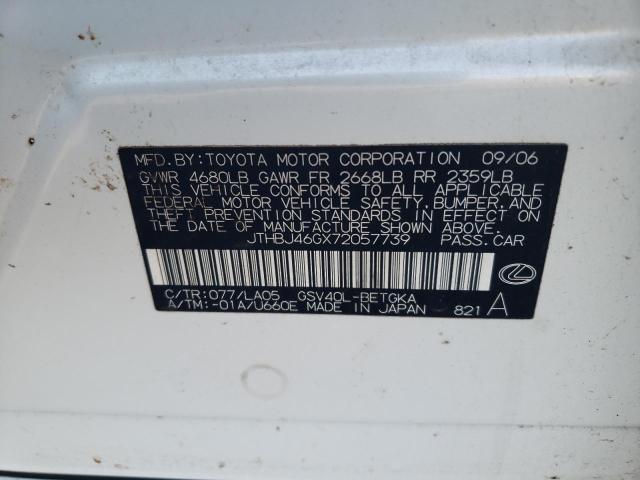 MFD. BY: TOYOTA MOTOR CORPORATION 09/06
GVWR 4680LB GAWR FR 2668LB RR 2359LB
THIS VEHICLE CONFORMS TO ALL APPLICABLE
FEDERAL MOTOR VEHICLE SAFETY, BUMPER, AND
THEFT PREVENTION STANDARDS IN EFFECT ON
THE DATE OF MANUFACTURE SHOWN ABOVE.
JTHBJ46GX72057739 PASS. CAR
C/TR: 077/LA05 GSV40L-BETGKA
A/TM: -01A/U660E MADE IN JAPAN 821 A